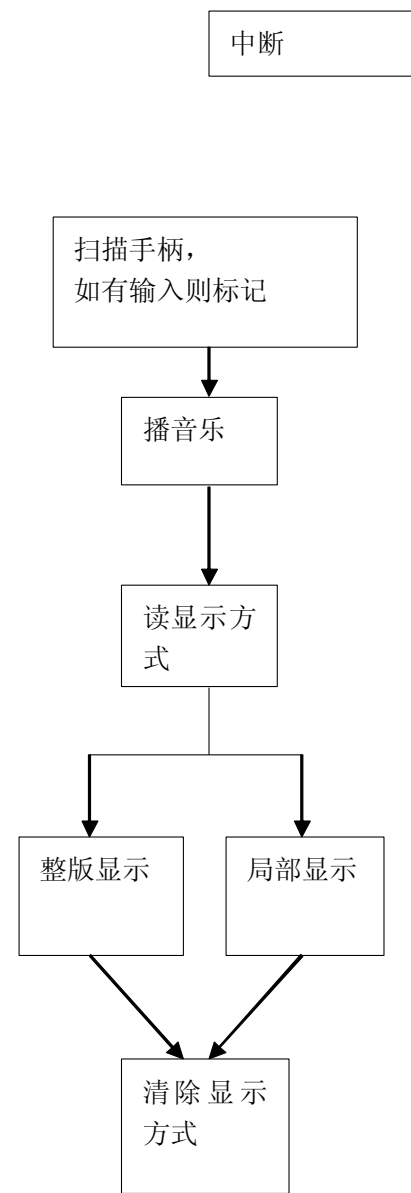 中断
扫描手柄，
如有输入则标记
播音乐
读显示方
式
整版显示
局部显示
清除显示
方式